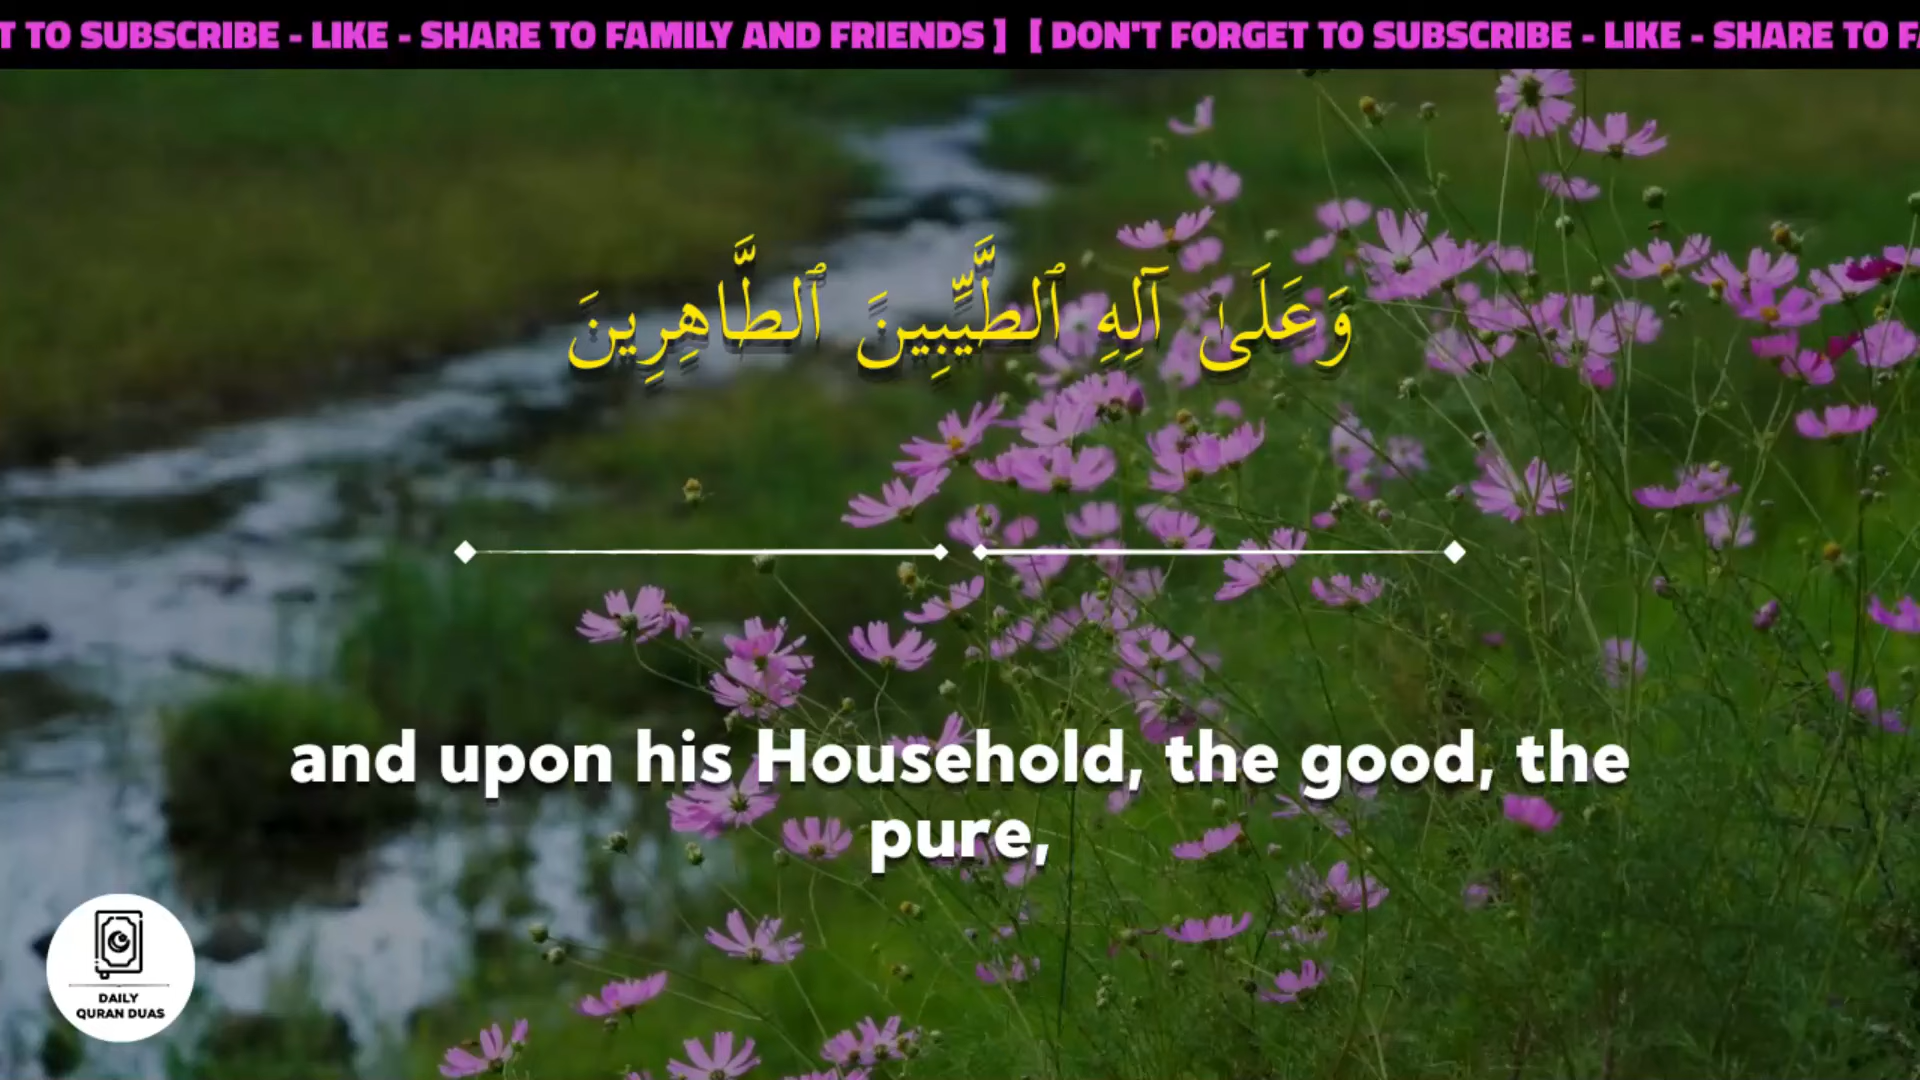 T TO SUBSCRIBE - LIKE - SHARE TO FAMILY AND FRIENDS ] [ DON'T FORGET TO SUBSCRIBE - LIKE - SHARE TO FA
وَعَلَىٰ آلِهِ ٱلطَّيِّبِينَ ٱلطَّاهِرِينَ
and upon his Household, the good, the
pure,
DAILY
QURAN DUAS